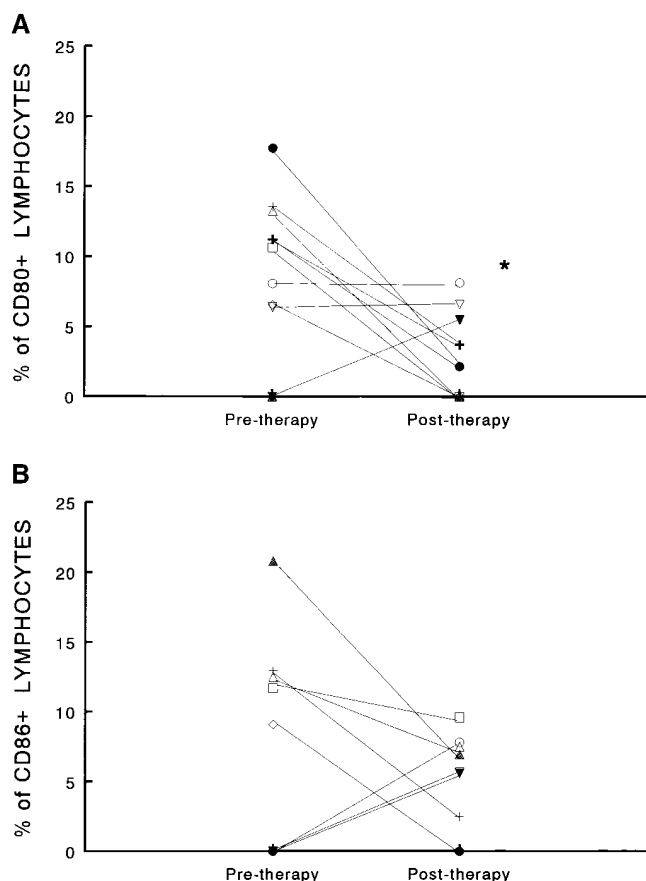 A
25
20
15
10
5
0
% of CD80+ LYMPHOCYTES
*
Pre-therapy Post-therapy
B
25
20
15
10
5
0
% of CD86+ LYMPHOCYTES
Pre-therapy Post-therapy